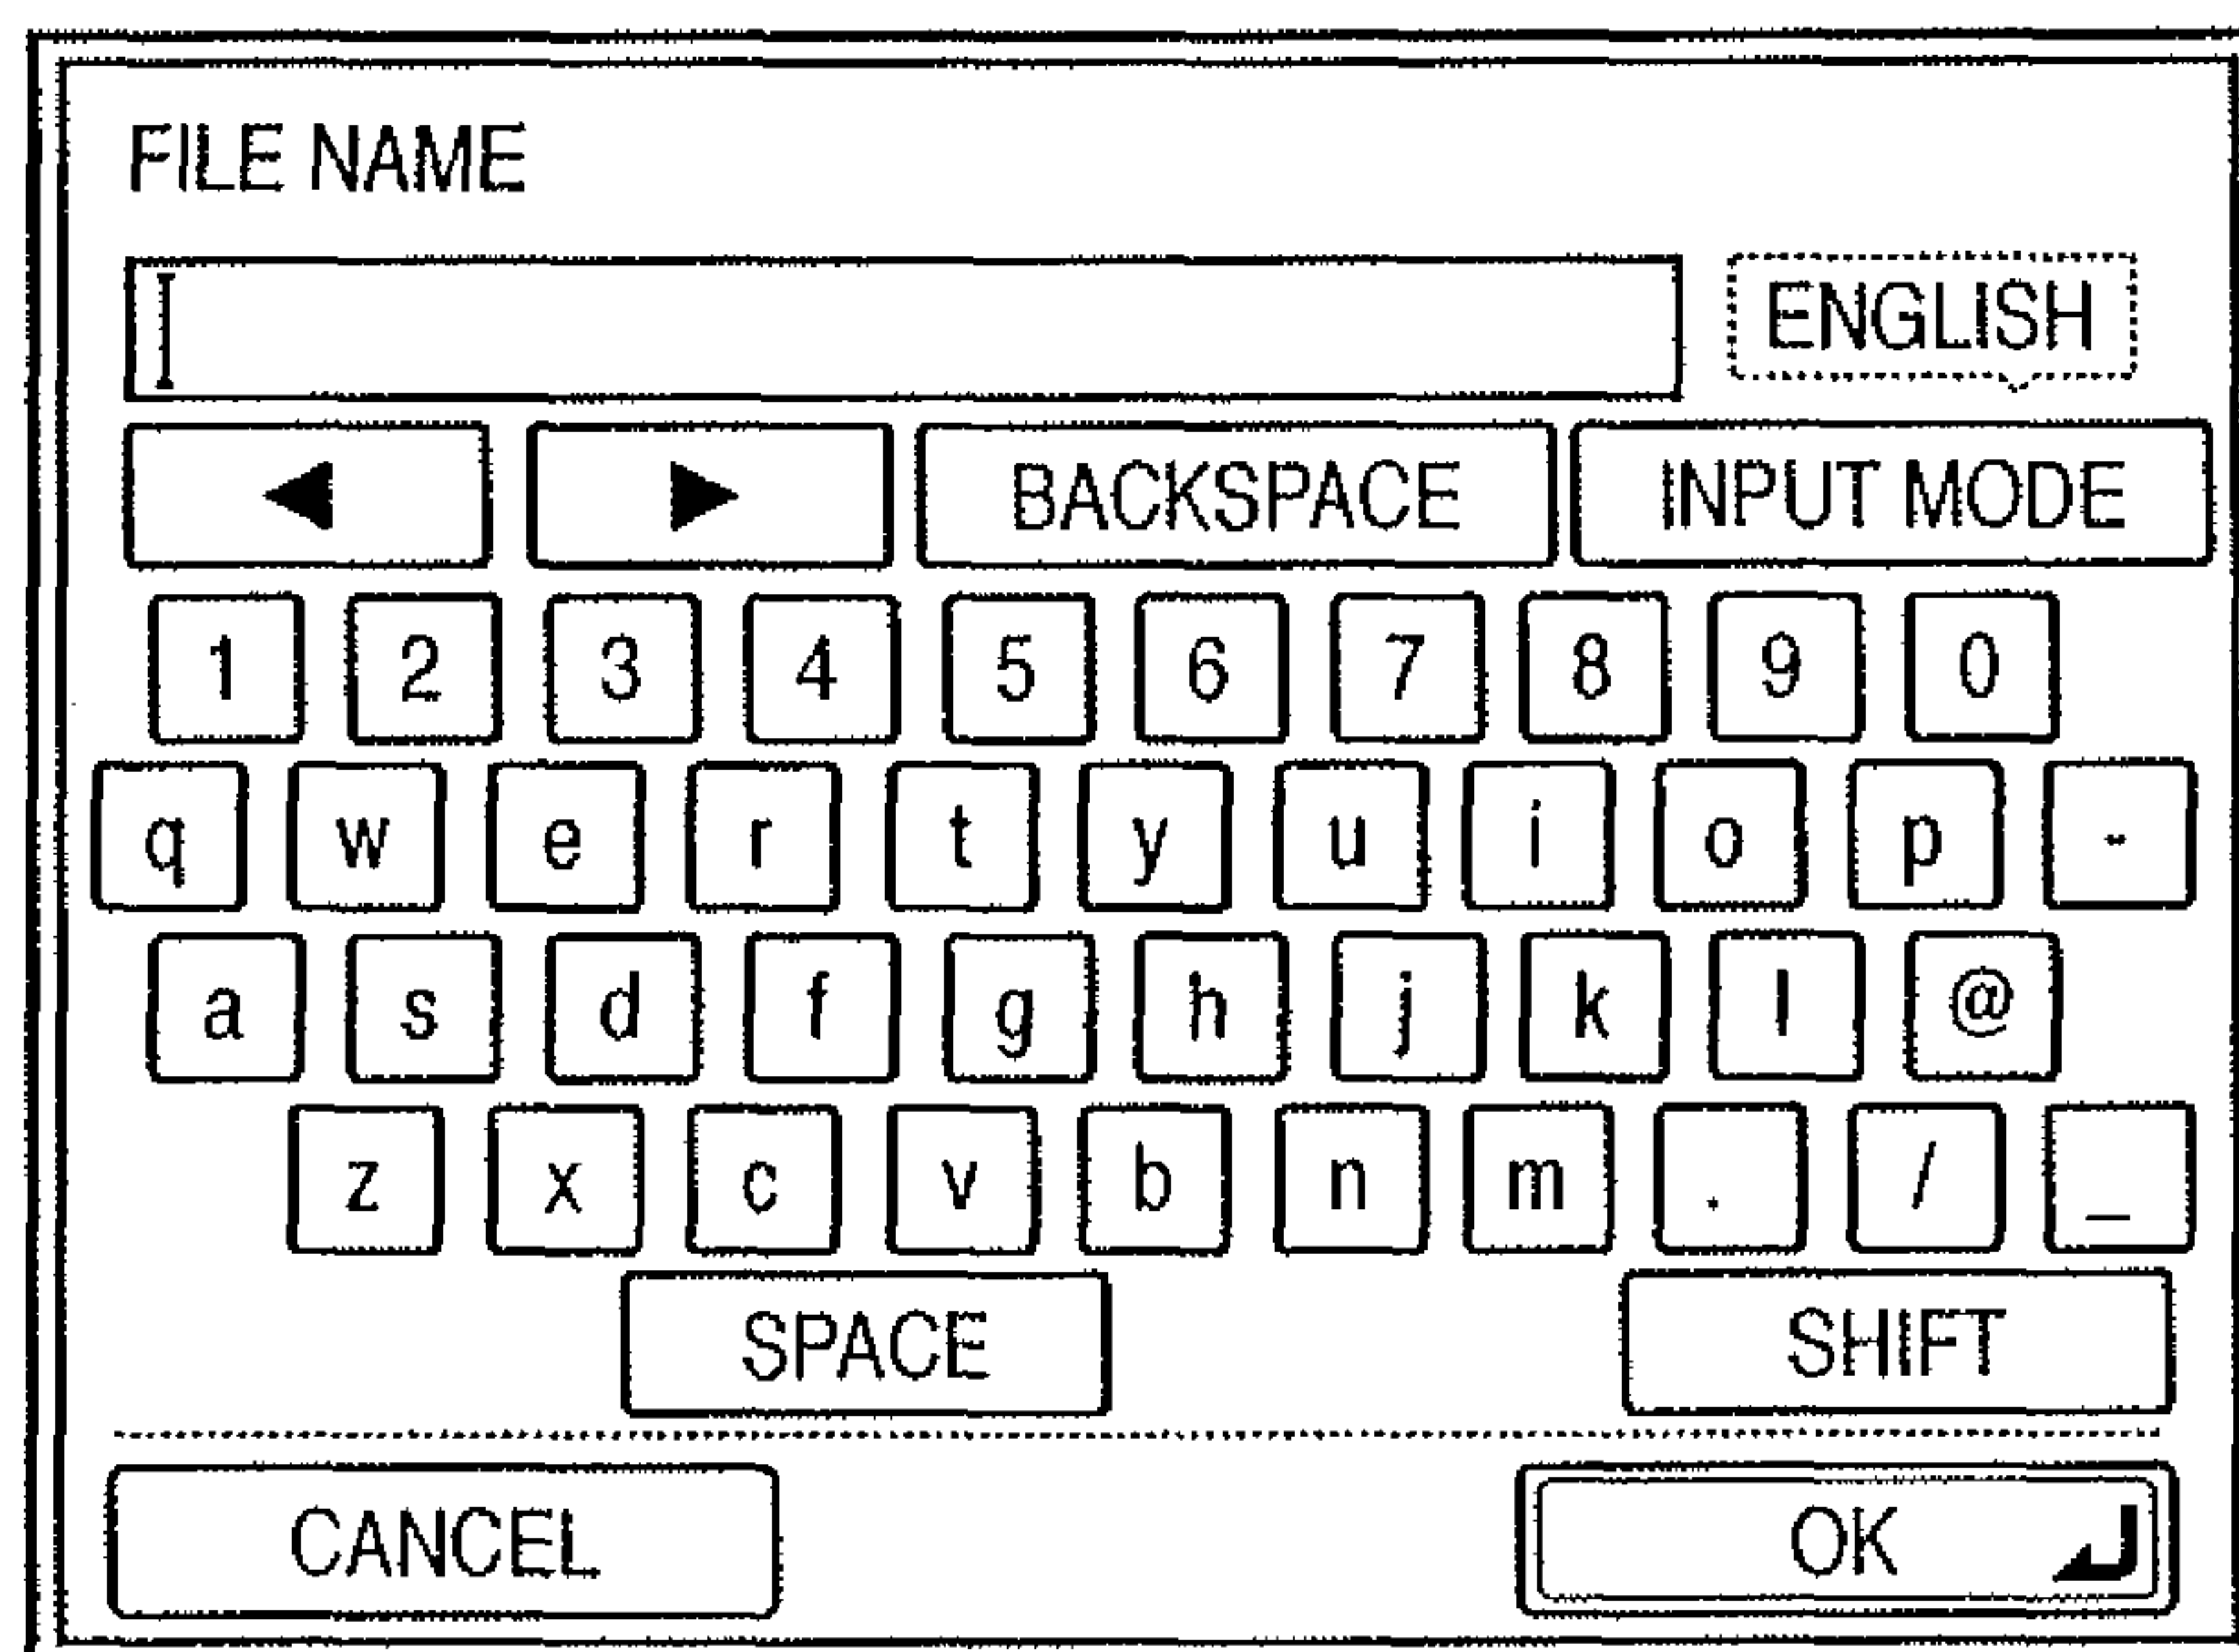 FILE NAME
ENGLISH
◀ ▶ BACKSPACE INPUT MODE
1 2 3 4 5 6 7 8 9 0
q w e r t y u i o p -
a s d f g h j k l @
z x c v b n m . / _
SPACE SHIFT
CANCEL OK